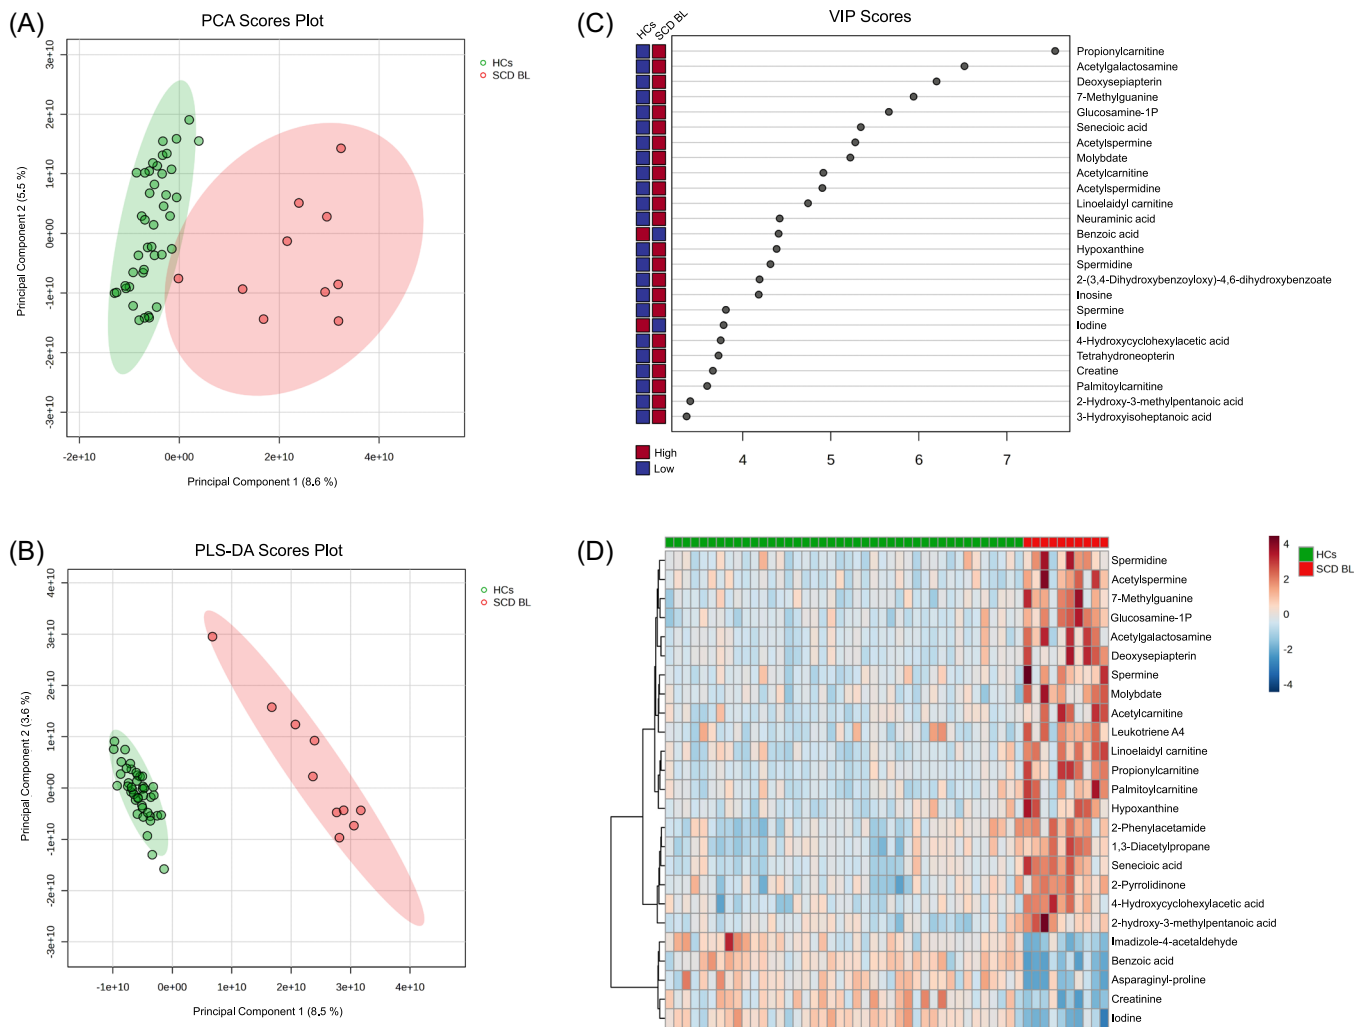 (A)
PCA Scores Plot
HCs
SCD BL
3e+10
2e+10
1e+10
0e+00
-1e+10
-2e+10
-3e+10
Principal Component 2 (5.5 %)
-2e+10 0e+00 2e+10 4e+10
Principal Component 1 (8.6 %)
(B)
PLS-DA Scores Plot
HCs
SCD BL
4e+10
3e+10
2e+10
1e+10
0e+00
-1e+10
-2e+10
-3e+10
Principal Component 2 (3.6 %)
-1e+10 0e+00 1e+10 2e+10 3e+10 4e+10
Principal Component 1 (8.5 %)
(C)
VIP Scores
HCs
SCD BL
Propionylcarnitine
Acetylgalactosamine
Deoxysepiapterin
7-Methylguanine
Glucosamine-1P
Senecioic acid
Acetylspermine
Molybdate
Acetylcarnitine
Acetylspermidine
Linoelaidyl carnitine
Neuraminic acid
Benzoic acid
Hypoxanthine
Spermidine
2-(3,4-Dihydroxybenzoyloxy)-4,6-dihydroxybenzoate
Inosine
Spermine
Iodine
4-Hydroxycyclohexylacetic acid
Tetrahydroneopterin
Creatine
Palmitoylcarnitine
2-Hydroxy-3-methylpentanoic acid
3-Hydroxyisoheptanoic acid
High
Low
4 5 6 7
(D)
Spermidine
Acetylspermine
7-Methylguanine
Glucosamine-1P
Acetylgalactosamine
Deoxysepiapterin
Spermine
Molybdate
Acetylcarnitine
Leukotriene A4
Linoelaidyl carnitine
Propionylcarnitine
Palmitoylcarnitine
Hypoxanthine
2-Phenylacetamide
1,3-Diacetylpropane
Senecioic acid
2-Pyrrolidinone
4-Hydroxycyclohexylacetic acid
2-hydroxy-3-methylpentanoic acid
Imadizole-4-acetaldehyde
Benzoic acid
Asparaginyl-proline
Creatinine
Iodine
4
2
0
-2
-4
HCs
SCD BL